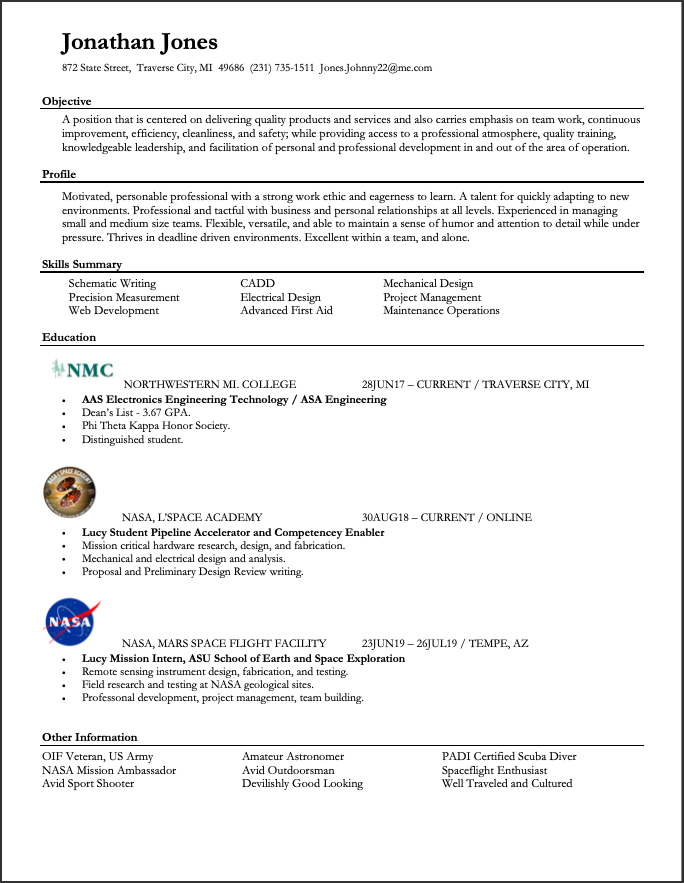 Jonathan Jones
872 State Street,  Traverse City, MI  49686  (231) 735-1511  Jones.Johnny22@me.com
Objective
A position that is centered on delivering quality products and services and also carries emphasis on team work, continuous
improvement, efficiency, cleanliness, and safety; while providing access to a professional atmosphere, quality training,
knowledgeable leadership, and facilitation of personal and professional development in and out of the area of operation.
Profile
Motivated, personable professional with a strong work ethic and eagerness to learn. A talent for quickly adapting to new
environments. Professional and tactful with business and personal relationships at all levels. Experienced in managing
small and medium size teams. Flexible, versatile, and able to maintain a sense of humor and attention to detail while under
pressure. Thrives in deadline driven environments. Excellent within a team, and alone.
Skills Summary
Schematic Writing CADD Mechanical Design
Precision Measurement Electrical Design Project Management
Web Development Advanced First Aid Maintenance Operations
Education
NMC
NORTHWESTERN MI. COLLEGE 28JUN17 – CURRENT / TRAVERSE CITY, MI
• AAS Electronics Engineering Technology / ASA Engineering
• Dean's List - 3.67 GPA.
• Phi Theta Kappa Honor Society.
• Distinguished student.
NASA, L'SPACE ACADEMY 30AUG18 – CURRENT / ONLINE
• Lucy Student Pipeline Accelerator and Competencey Enabler
• Mission critical hardware research, design, and fabrication.
• Mechanical and electrical design and analysis.
• Proposal and Preliminary Design Review writing.
NASA
NASA, MARS SPACE FLIGHT FACILITY 23JUN19 – 26JUL19 / TEMPE, AZ
• Lucy Mission Intern, ASU School of Earth and Space Exploration
• Remote sensing instrument design, fabrication, and testing.
• Field research and testing at NASA geological sites.
• Professional development, project management, team building.
Other Information
OIF Veteran, US Army Amateur Astronomer PADI Certified Scuba Diver
NASA Mission Ambassador Avid Outdoorsman Spaceflight Enthusiast
Avid Sport Shooter Devilishly Good Looking Well Traveled and Cultured